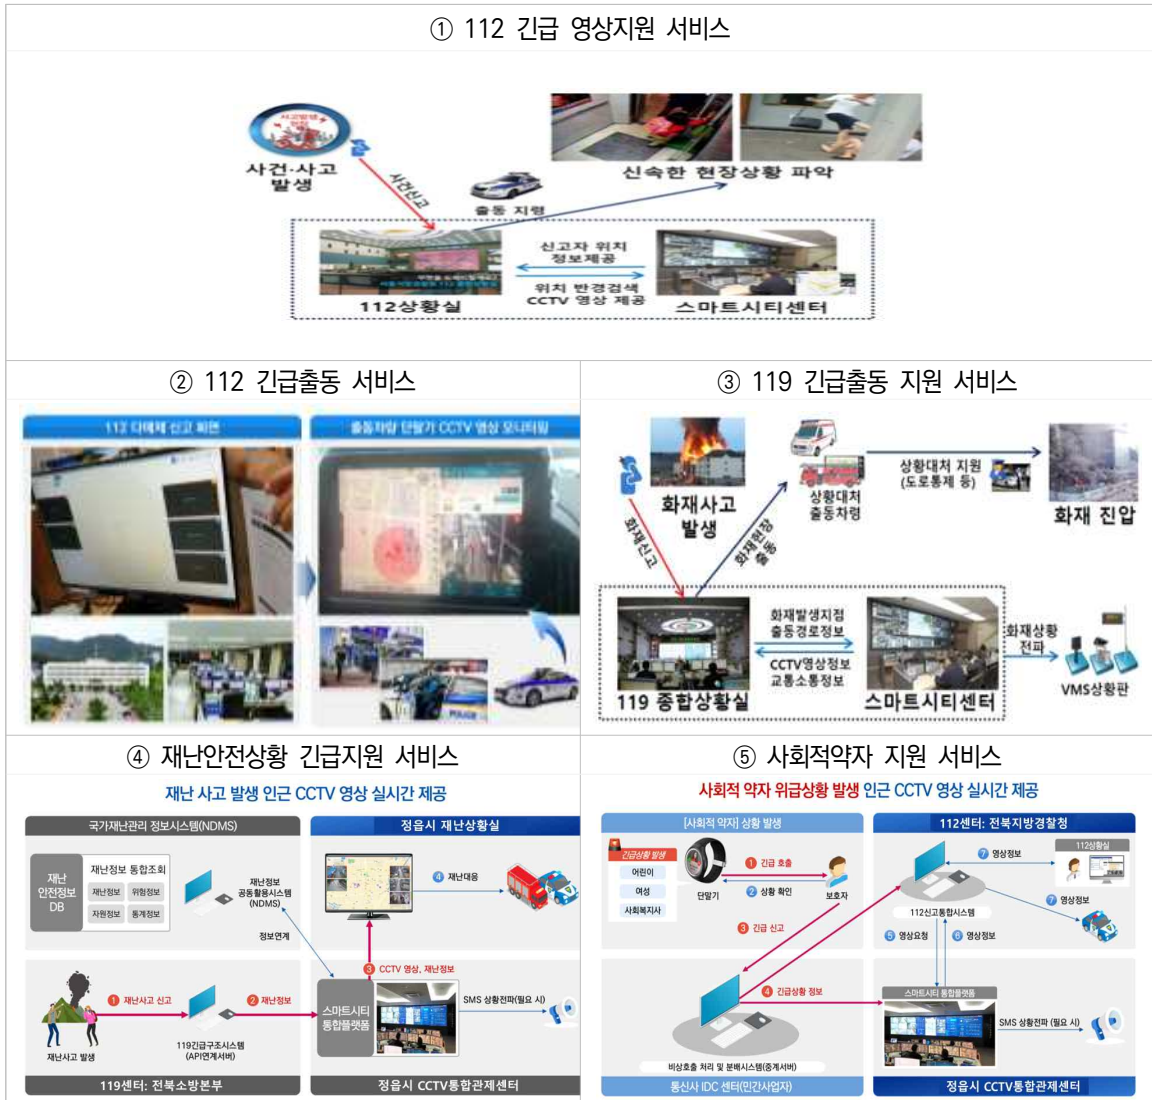 ① 112 긴급 영상지원 서비스
사고발생
사건·사고
발생
사건신고
출동 지령
신속한 현장상황 파악
신고자 위치
정보제공
위치 반경검색
CCTV 영상 제공
112상황실
스마트시티센터
② 112 긴급출동 서비스
112 다매체 신고 화면
출동차량 단말기 CCTV 영상 모니터링
③ 119 긴급출동 지원 서비스
화재사고
발생
화재신고
화재현장
출동
상황대처
출동차령
상황대처 지원
(도로통제 등)
화재 진압
화재발생지점
출동경로정보
CCTV영상정보
교통소통정보
119 종합상황실
스마트시티센터
화재상황
전파
VMS상황판
④ 재난안전상황 긴급지원 서비스
재난 사고 발생 인근 CCTV 영상 실시간 제공
국가재난관리 정보시스템(NDMS)
재난
안전정보
DB
재난정보 통합조회
재난정보
위험정보
자원정보
통계정보
재난정보
공동활용시스템
(NDMS)
정보연계
정읍시 재난상황실
4 재난대응
3 CCTV 영상, 재난정보
1 재난사고 신고
재난사고 발생
119긴급구조시스템
(API연계서버)
2 재난정보
스마트시티
통합플랫폼
SMS 상황전파(필요 시)
119센터: 전북소방본부
정읍시 CCTV통합관제센터
⑤ 사회적약자 지원 서비스
사회적 약자 위급상황 발생 인근 CCTV 영상 실시간 제공
[사회적 약자] 상황 발생
긴급상황 발생
어린이
여성
사회복지사
단말기
1 긴급 호출
2 상황 확인
보호자
3 긴급 신고
112센터: 전북지방경찰청
7 영상정보
112상황실
112신고통합시스템
7 영상정보
5 영상요청
6 영상정보
4 긴급상황 정보
비상호출 처리 및 분배시스템(중계서버)
통신사 IDC 센터(민간사업자)
스마트시티 통합플랫폼
SMS 상황전파 (필요 시)
정읍시 CCTV통합관제센터